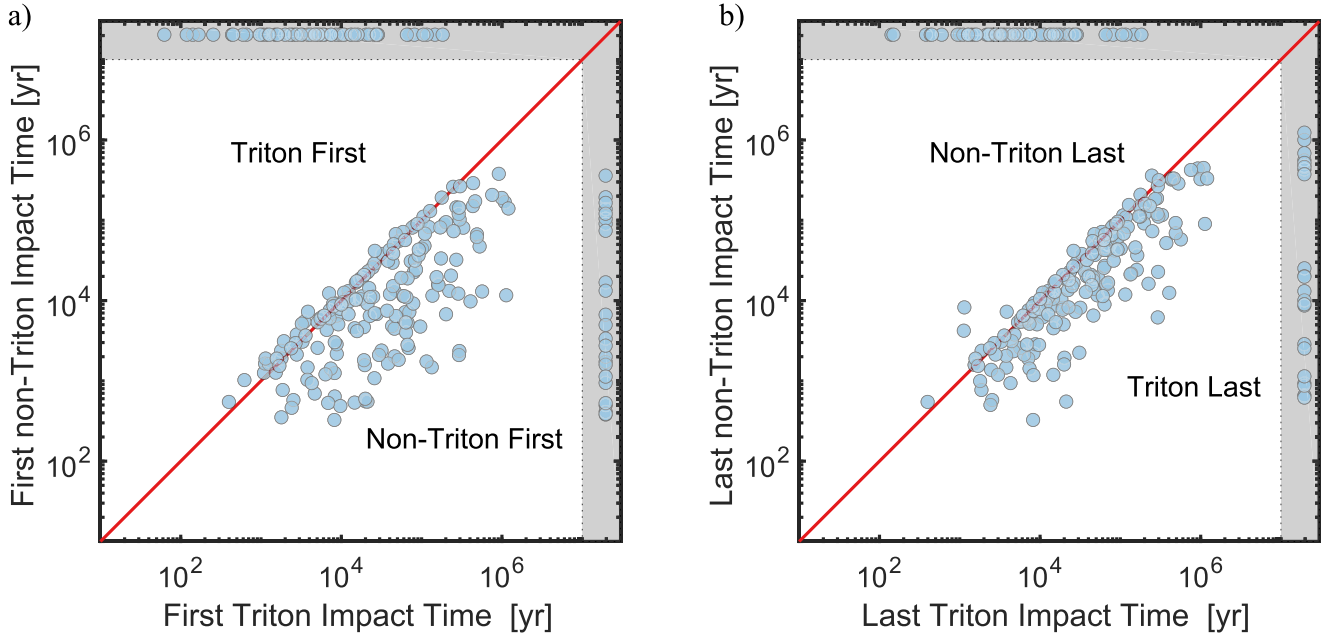 a)
First non-Triton Impact Time [yr]
10^6
10^4
10^2
Triton First
Non-Triton First
10^2 10^4 10^6
First Triton Impact Time [yr]
b)
Last non-Triton Impact Time [yr]
10^6
10^4
10^2
Non-Triton Last
Triton Last
10^2 10^4 10^6
Last Triton Impact Time [yr]